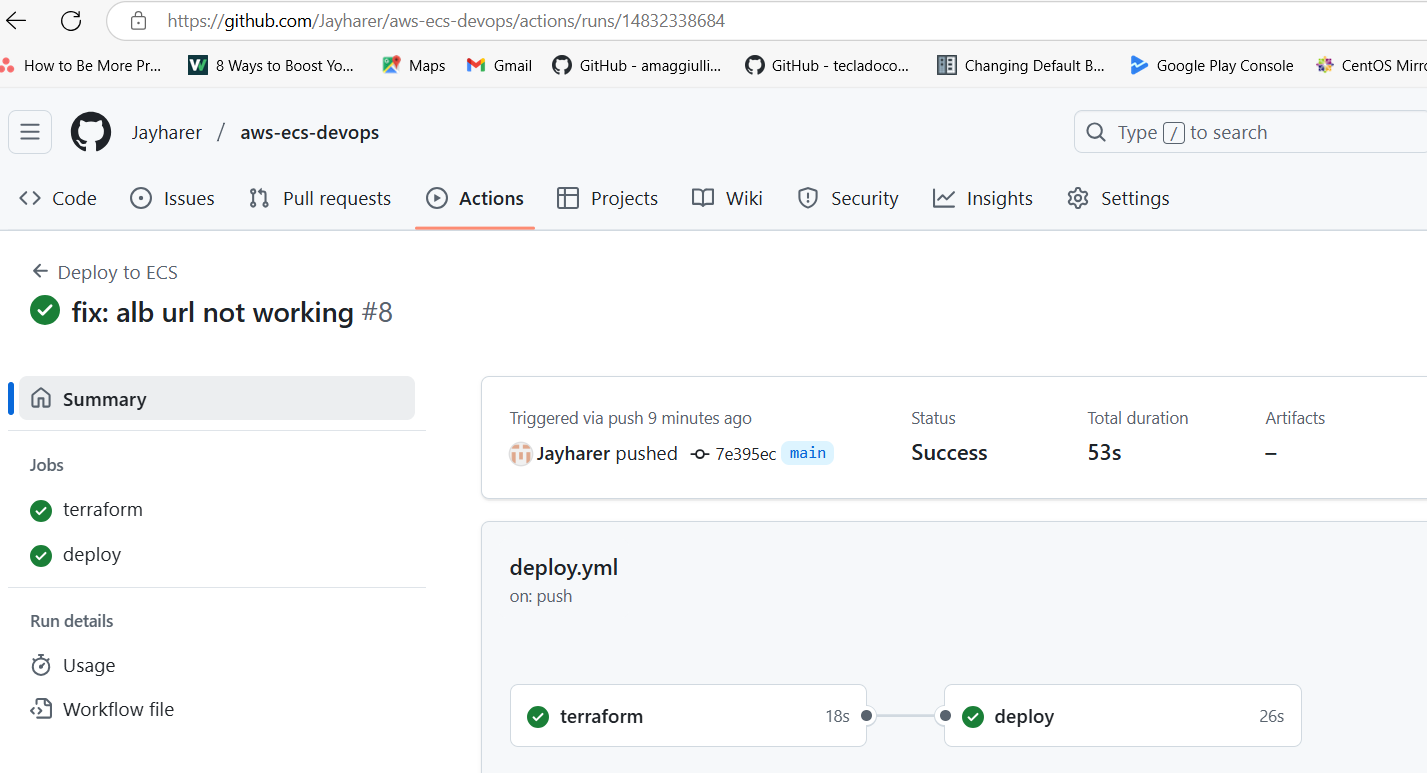 https://github.com/Jayharer/aws-ecs-devops/actions/runs/14832338684
How to Be More Pr... 8 Ways to Boost Yo... Maps Gmail GitHub - amaggiulli... GitHub - tecladoco... Changing Default B... Google Play Console CentOS Mirro
Jayharer / aws-ecs-devops Type / to search
Code Issues Pull requests Actions Projects Wiki Security Insights Settings
Deploy to ECS
fix: alb url not working #8
Summary
Jobs
terraform
deploy
Run details
Usage
Workflow file
Triggered via push 9 minutes ago Status Total duration Artifacts
Jayharer pushed 7e395ec main Success 53s –
deploy.yml
on: push
terraform 18s deploy 26s